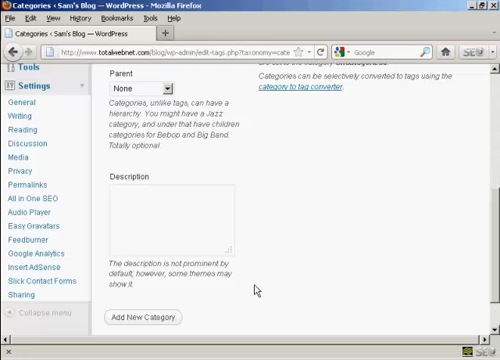 Categories ‹ Sam's Blog — WordPress - Mozilla Firefox
File Edit View History Bookmarks Tools Help
Categories ‹ Sam's Blog — WordPress
http://www.totalwebnet.com/blog/wp-admin/edit-tags.php?taxonomy=cate
Google
Tools
Settings
General
Writing
Reading
Discussion
Media
Privacy
Permalinks
All in One SEO
Audio Player
Easy Gravatars
Feedburner
Google Analytics
Insert AdSense
Slick Contact Forms
Sharing
Collapse menu
Parent
None
Categories, unlike tags, can have a
hierarchy. You might have a Jazz
category, and under that have children
categories for Bebop and Big Band.
Totally optional.
Description
The description is not prominent by
default; however, some themes may
show it.
Add New Category
Categories can be selectively converted to tags using the
category to tag converter.